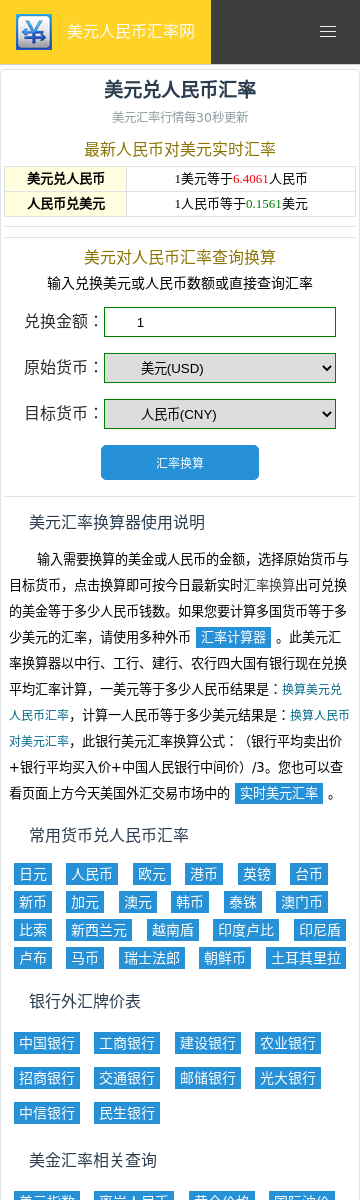 美元人民币汇率网
美元兑人民币汇率
美元汇率行情每30秒更新
最新人民币对美元实时汇率
美元兑人民币 1美元等于6.4061人民币
人民币兑美元 1人民币等于0.1561美元
美元对人民币汇率查询换算
输入兑换美元或人民币数额或直接查询汇率
兑换金额： 1
原始货币： 美元(USD)
目标货币： 人民币(CNY)
汇率换算
美元汇率换算器使用说明
输入需要换算的美金或人民币的金额，选择原始货币与
目标货币，点击换算即可按今日最新实时汇率换算出可兑换
的美金等于多少人民币钱数。如果您要计算多国货币等于多
少美元的汇率，请使用多种外币 汇率计算器 。此美元汇
率换算器以中行、工行、建行、农行四大国有银行现在兑换
平均汇率计算，一美元等于多少人民币结果是：换算美元兑
人民币汇率，计算一人民币等于多少美元结果是：换算人民币
对美元汇率，此银行美元汇率换算公式：（银行平均卖出价
+银行平均买入价+中国人民银行中间价）/3。您也可以查
看页面上方今天美国外汇交易市场中的 实时美元汇率 。
常用货币兑人民币汇率
日元 人民币 欧元 港币 英镑 台币
新币 加元 澳元 韩币 泰铢 澳门币
比索 新西兰元 越南盾 印度卢比 印尼盾
卢布 马币 瑞士法郎 朝鲜币 土耳其里拉
银行外汇牌价表
中国银行 工商银行 建设银行 农业银行
招商银行 交通银行 邮储银行 光大银行
中信银行 民生银行
美金汇率相关查询
美元指数 离岸人民币 黄金价格 国际油价